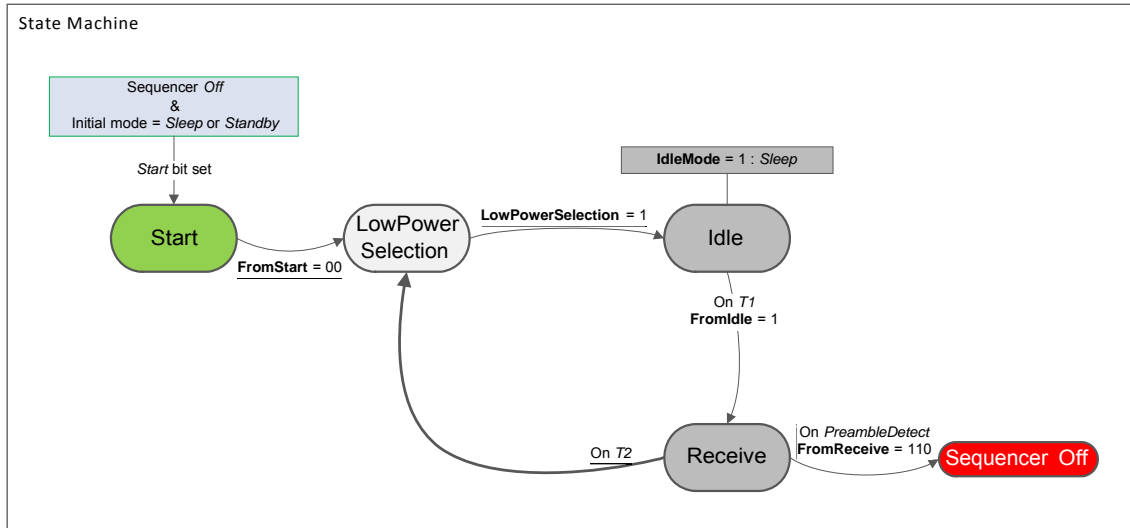 State Machine
Sequencer Off
&
Initial mode = Sleep or Standby
Start bit set
IdleMode = 1 : Sleep
Start
FromStart = 00
LowPower
Selection
LowPowerSelection = 1
Idle
On T1
FromIdle = 1
On T2
Receive
On PreambleDetect
FromReceive = 110
Sequencer Off